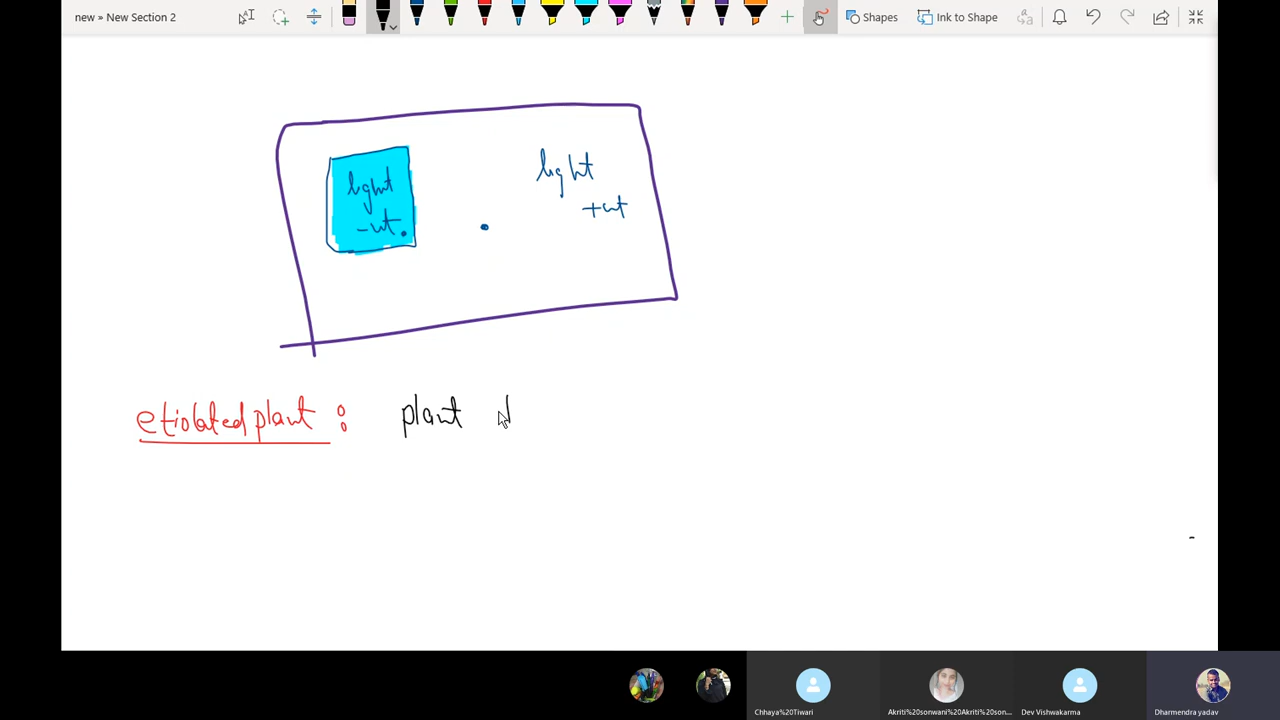 new » New Section 2
Shapes
Ink to Shape
light
-wt
light
+wt
etiolated plant : plant d
Chhaya%20Tiwari
Akriti%20sonwani%20Akriti%20son...
Dev Vishwakarma
Dharmendra yadav